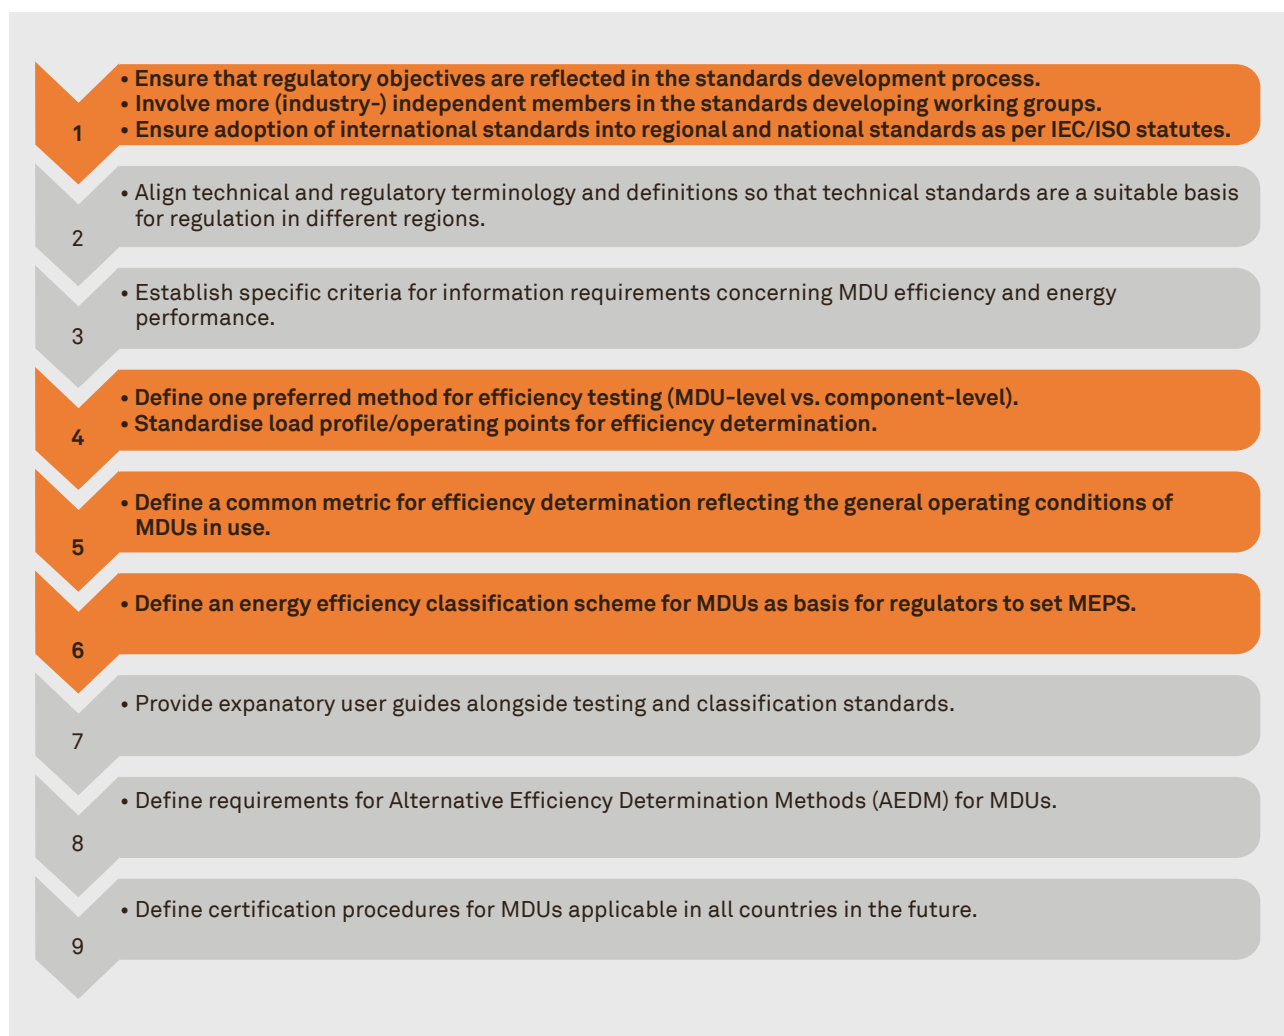 • Ensure that regulatory objectives are reflected in the standards development process.
• Involve more (industry-) independent members in the standards developing working groups.
1
• Ensure adoption of international standards into regional and national standards as per IEC/ISO statutes.
• Align technical and regulatory terminology and definitions so that technical standards are a suitable basis
for regulation in different regions.
2
• Establish specific criteria for information requirements concerning MDU efficiency and energy
performance.
3
• Define one preferred method for efficiency testing (MDU-level vs. component-level).
• Standardise load profile/operating points for efficiency determination.
4
• Define a common metric for efficiency determination reflecting the general operating conditions of
MDUs in use.
5
• Define an energy efficiency classification scheme for MDUs as basis for regulators to set MEPS.
6
• Provide expanatory user guides alongside testing and classification standards.
7
• Define requirements for Alternative Efficiency Determination Methods (AEDM) for MDUs.
8
• Define certification procedures for MDUs applicable in all countries in the future.
9